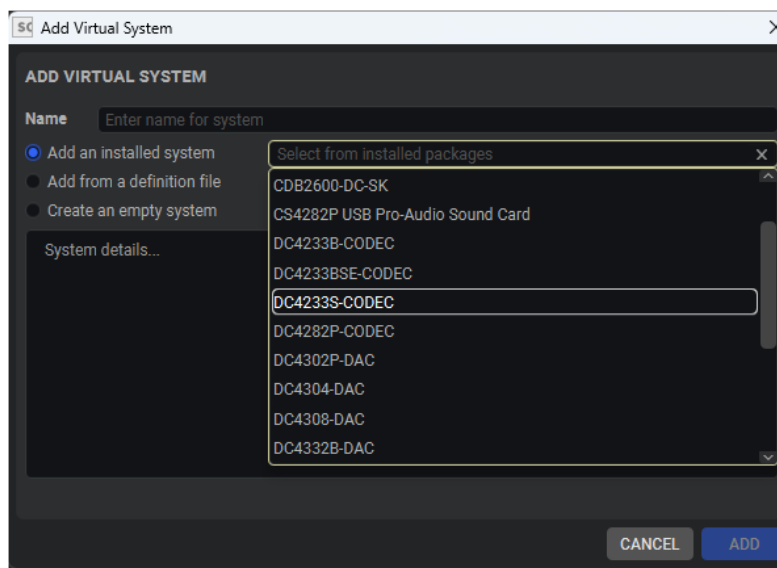 SC Add Virtual System
ADD VIRTUAL SYSTEM
Name Enter name for system
Add an installed system
Select from installed packages
Add from a definition file
Create an empty system
System details...
CDB2600-DC-SK
CS4282P USB Pro-Audio Sound Card
DC4233B-CODEC
DC4233BSE-CODEC
DC4233S-CODEC
DC4282P-CODEC
DC4302P-DAC
DC4304-DAC
DC4308-DAC
DC4332B-DAC
CANCEL
ADD